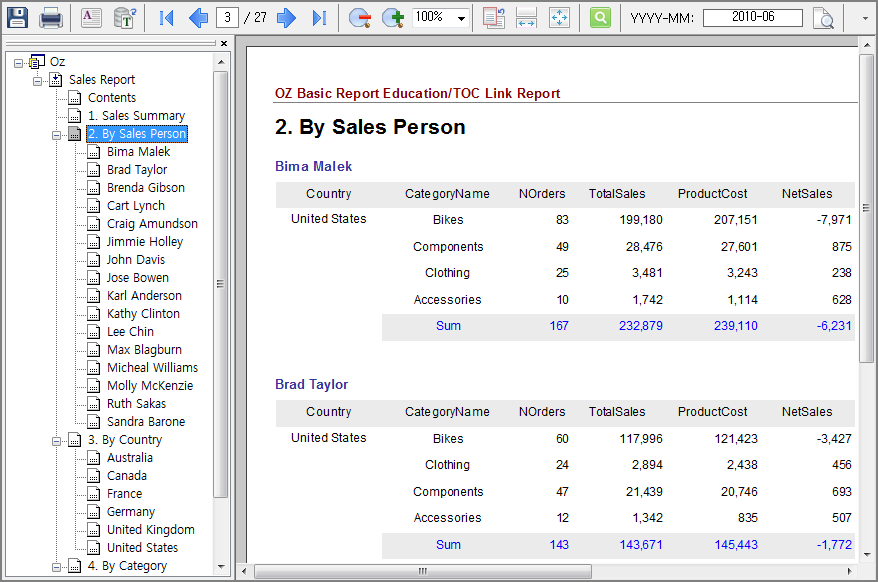 3 / 27 100% YYYY-MM: 2010-06
Oz
Sales Report
Contents
1. Sales Summary
2. By Sales Person
Bima Malek
Brad Taylor
Brenda Gibson
Cart Lynch
Craig Amundson
Jimmie Holley
John Davis
Jose Bowen
Karl Anderson
Kathy Clinton
Lee Chin
Max Blagburn
Micheal Williams
Molly McKenzie
Ruth Sakas
Sandra Barone
3. By Country
Australia
Canada
France
Germany
United Kingdom
United States
4. By Category
OZ Basic Report Education/TOC Link Report
2. By Sales Person
Bima Malek
Country CategoryName NOrders TotalSales ProductCost NetSales
United States Bikes 83 199,180 207,151 -7,971
Components 49 28,476 27,601 875
Clothing 25 3,481 3,243 238
Accessories 10 1,742 1,114 628
Sum 167 232,879 239,110 -6,231
Brad Taylor
Country CategoryName NOrders TotalSales ProductCost NetSales
United States Bikes 60 117,996 121,423 -3,427
Clothing 24 2,894 2,438 456
Components 47 21,439 20,746 693
Accessories 12 1,342 835 507
Sum 143 143,671 145,443 -1,772